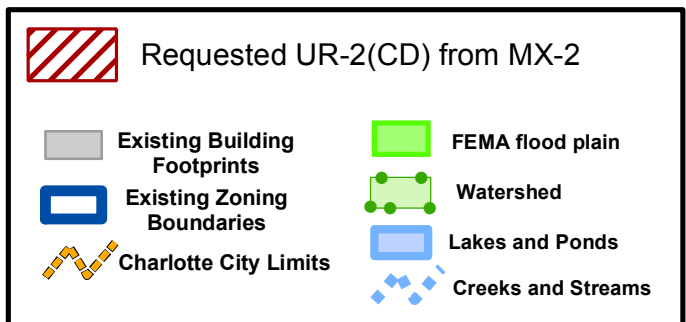 Requested UR-2(CD) from MX-2
Existing Building
Footprints
Existing Zoning
Boundaries
Charlotte City Limits
FEMA flood plain
Watershed
Lakes and Ponds
Creeks and Streams